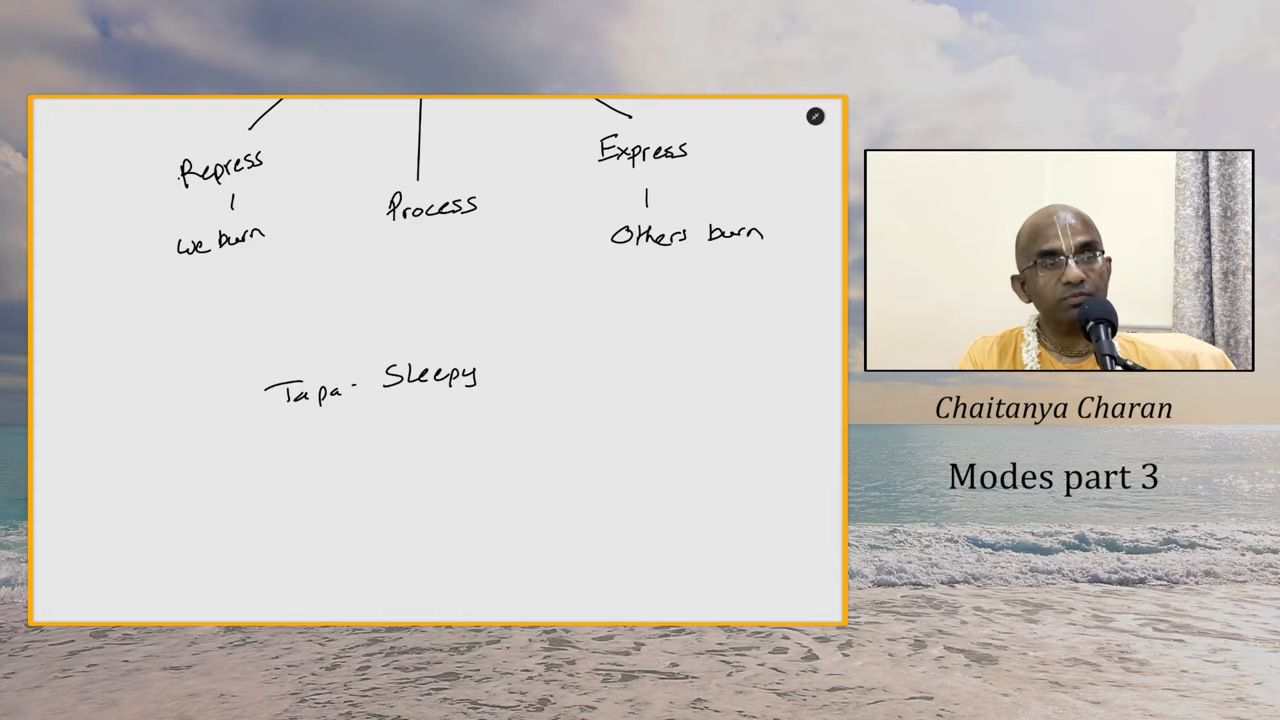 Repress
Process
Express
We burn
Others burn
Tapa - Sleepy
Chaitanya Charan
Modes part 3